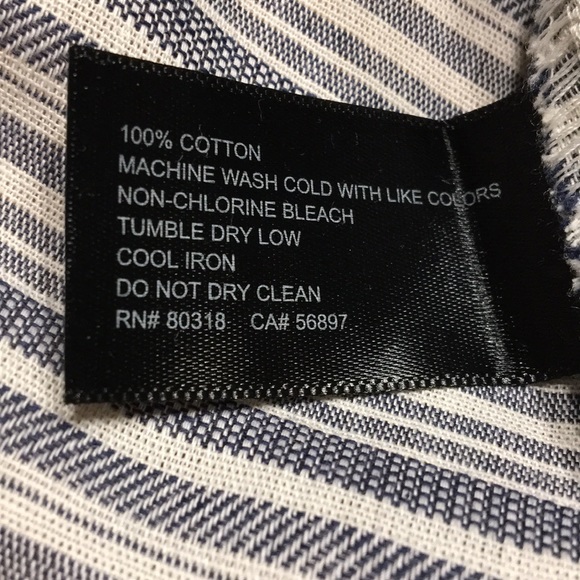 100% COTTON
MACHINE WASH COLD WITH LIKE COLORS
NON-CHLORINE BLEACH
TUMBLE DRY LOW
COOL IRON
DO NOT DRY CLEAN
RN# 80318 CA# 56897